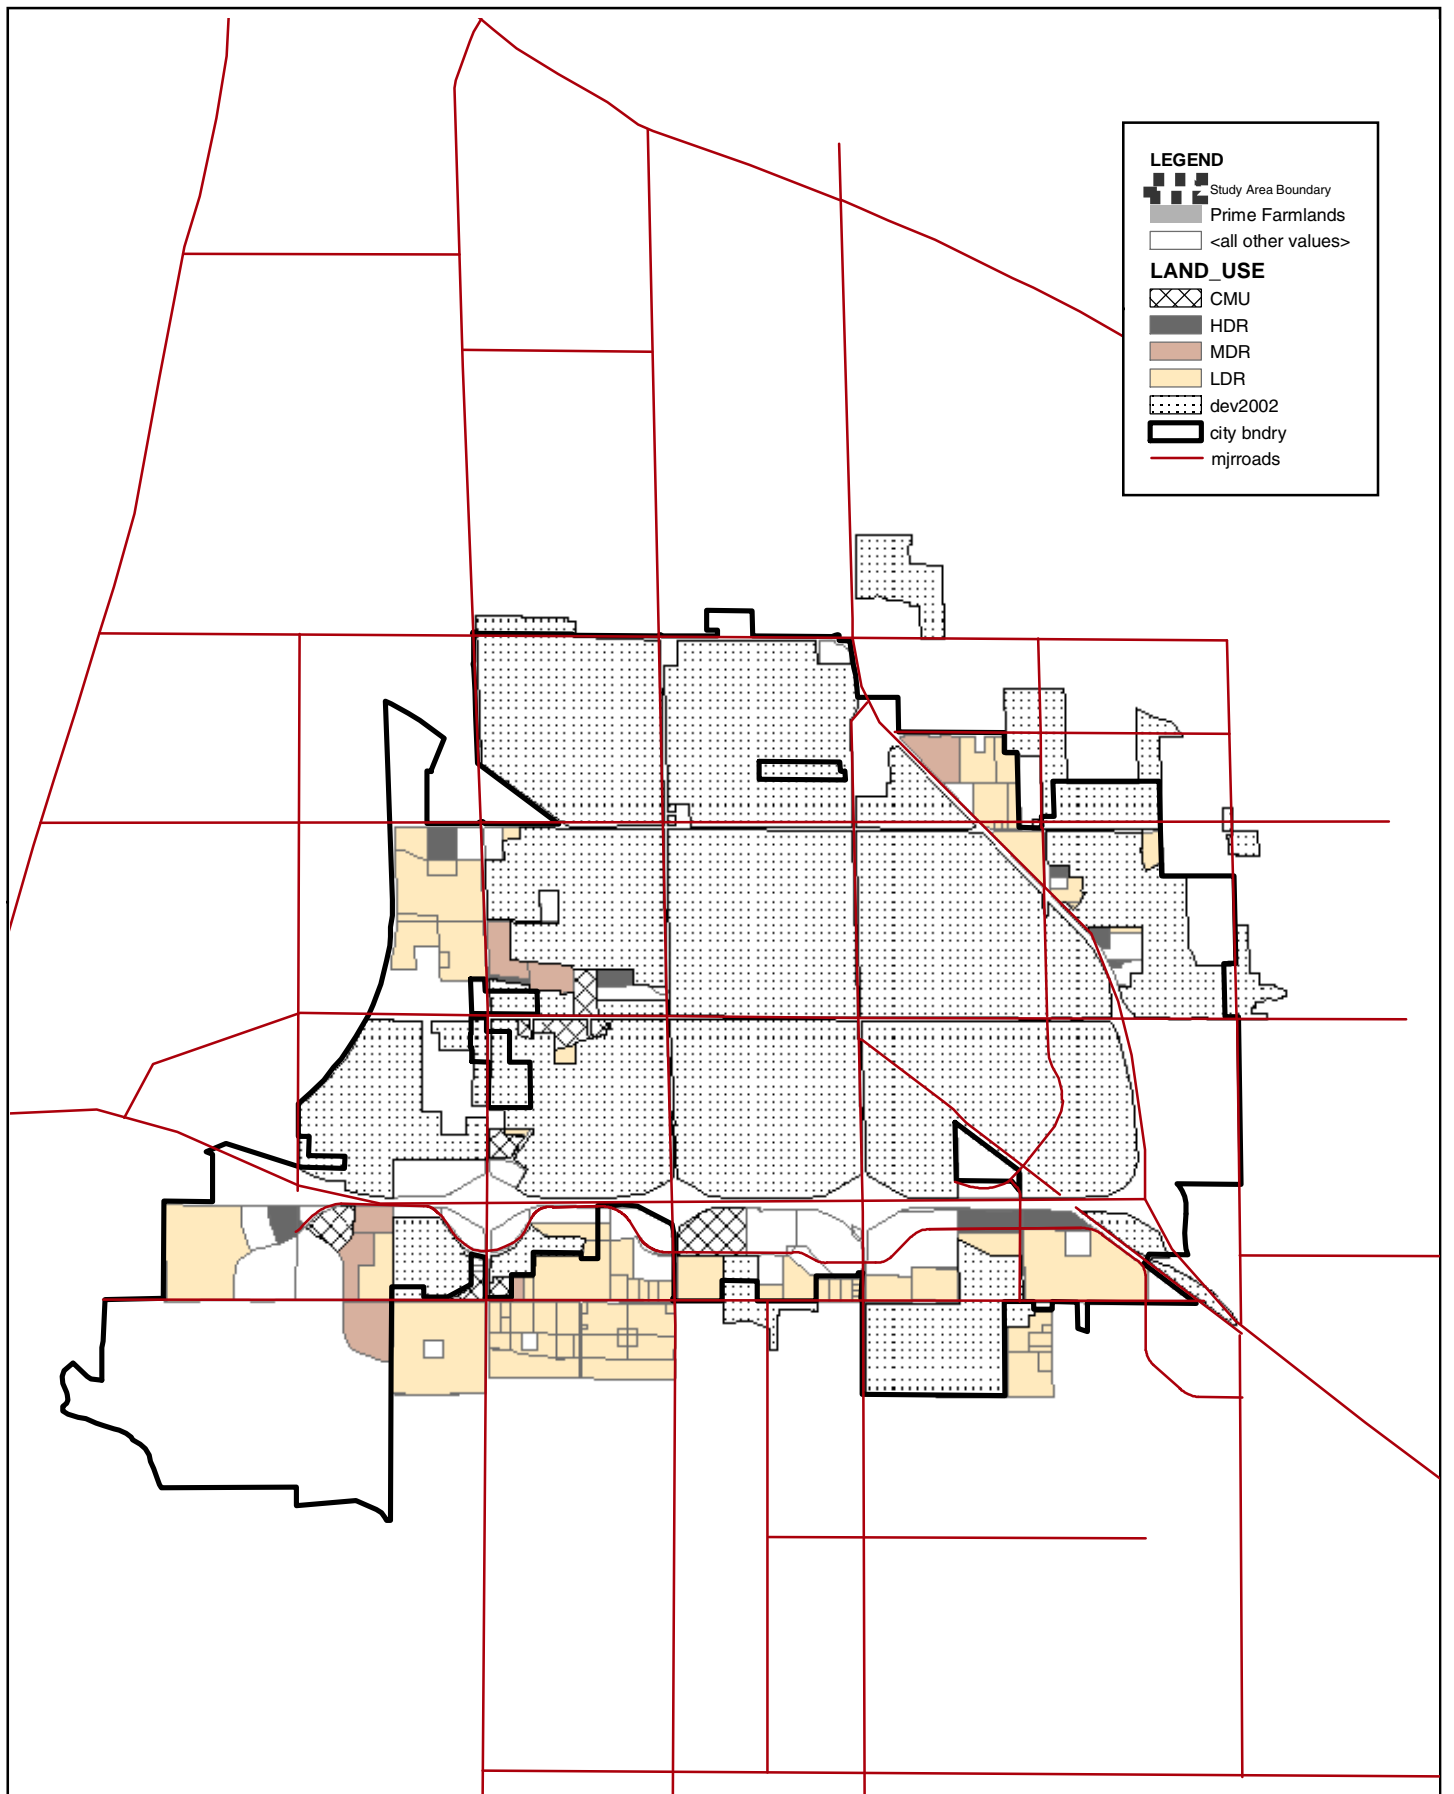 LEGEND
Study Area Boundary
Prime Farmlands
<all other values>
LAND_USE
CMU
HDR
MDR
LDR
dev2002
city bndry
mjrroads